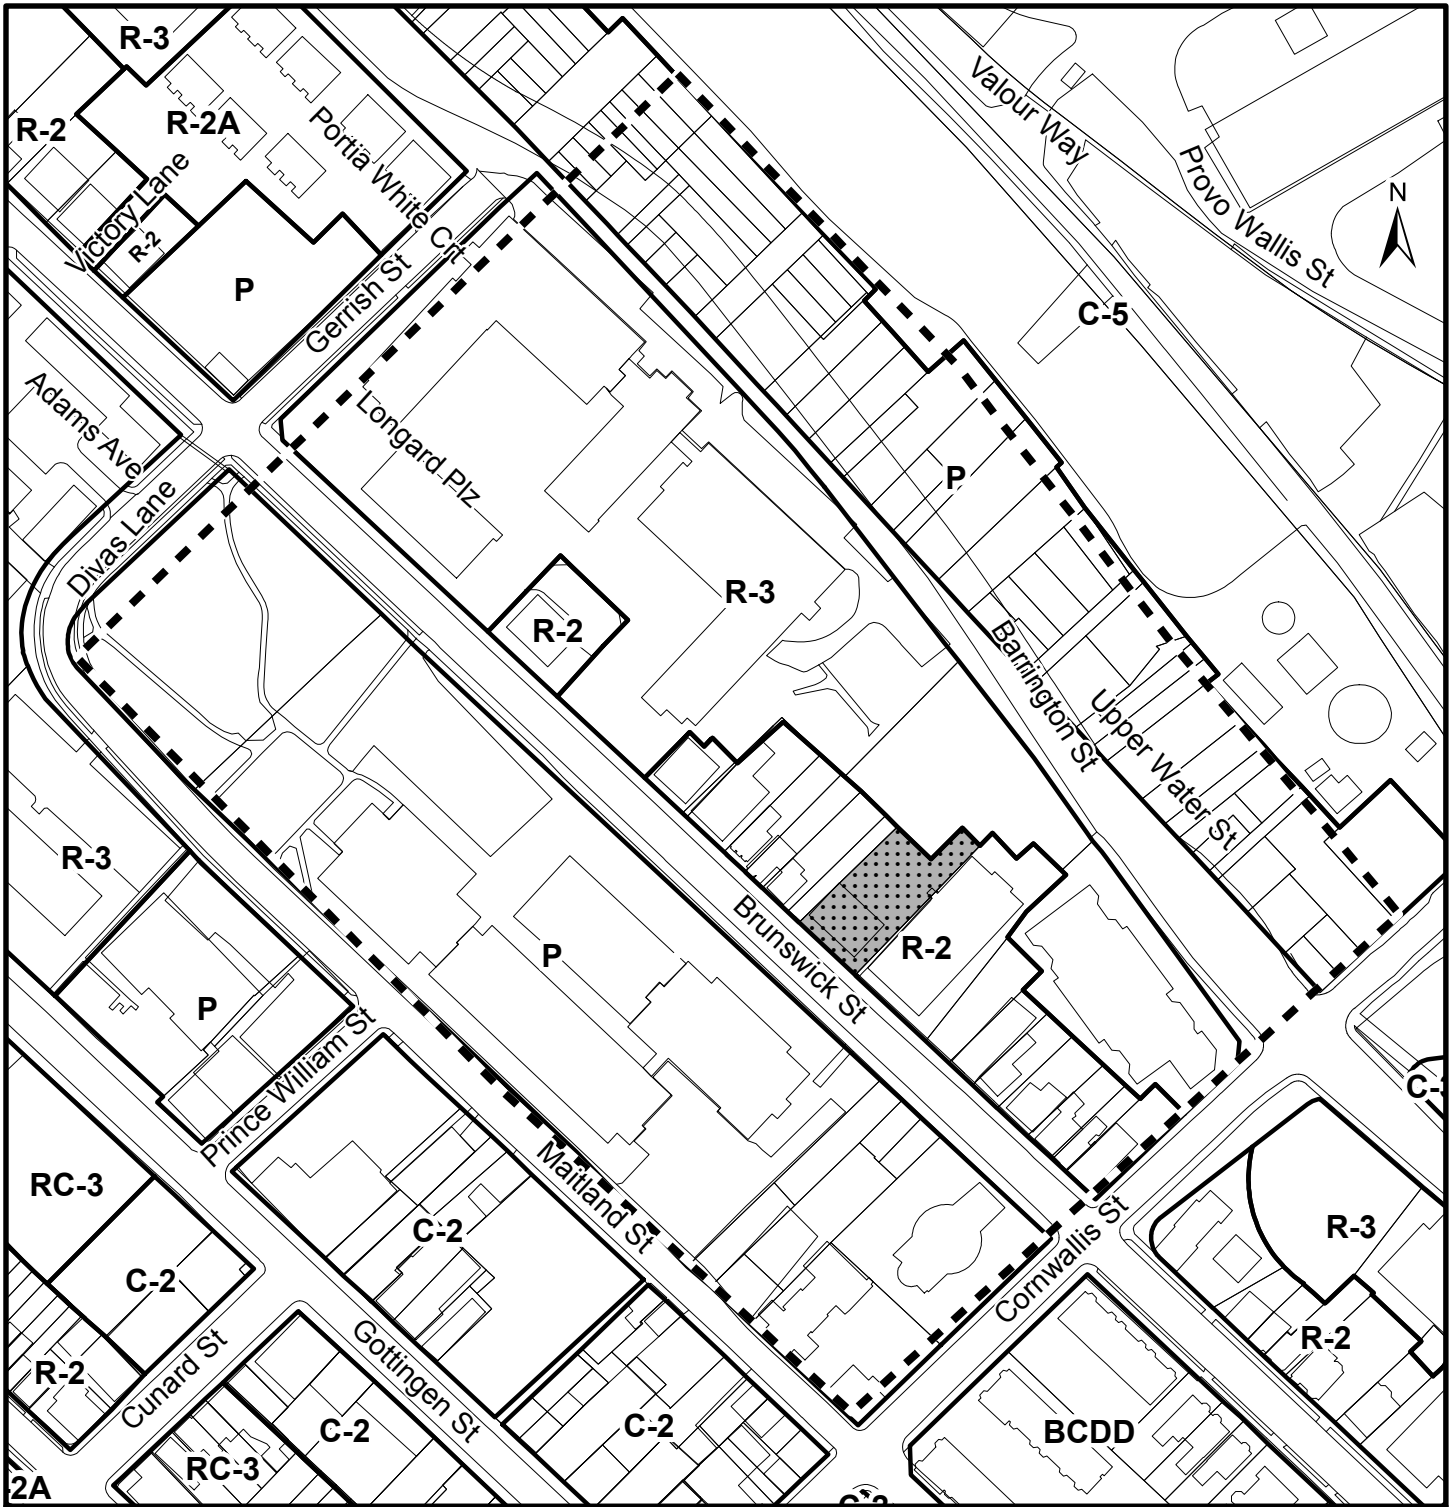 R-3
Valour Way
R-2
R-2A
Portia White Crt
Provo Wallis St
N
Victory Lane
R-2
P
Gerrish St
C-5
Adams Ave
Longard Plz
P
Divas Lane
R-3
R-2
Barrington St
Upper Water St
R-3
Brunswick St
R-2
P
P
Prince William St
Maitland St
RC-3
C-2
C-2
Cornwallis St
R-3
R-2
R-2
Cunard St
Gottingen St
C-2
C-2
BCDD
RC-3
2A